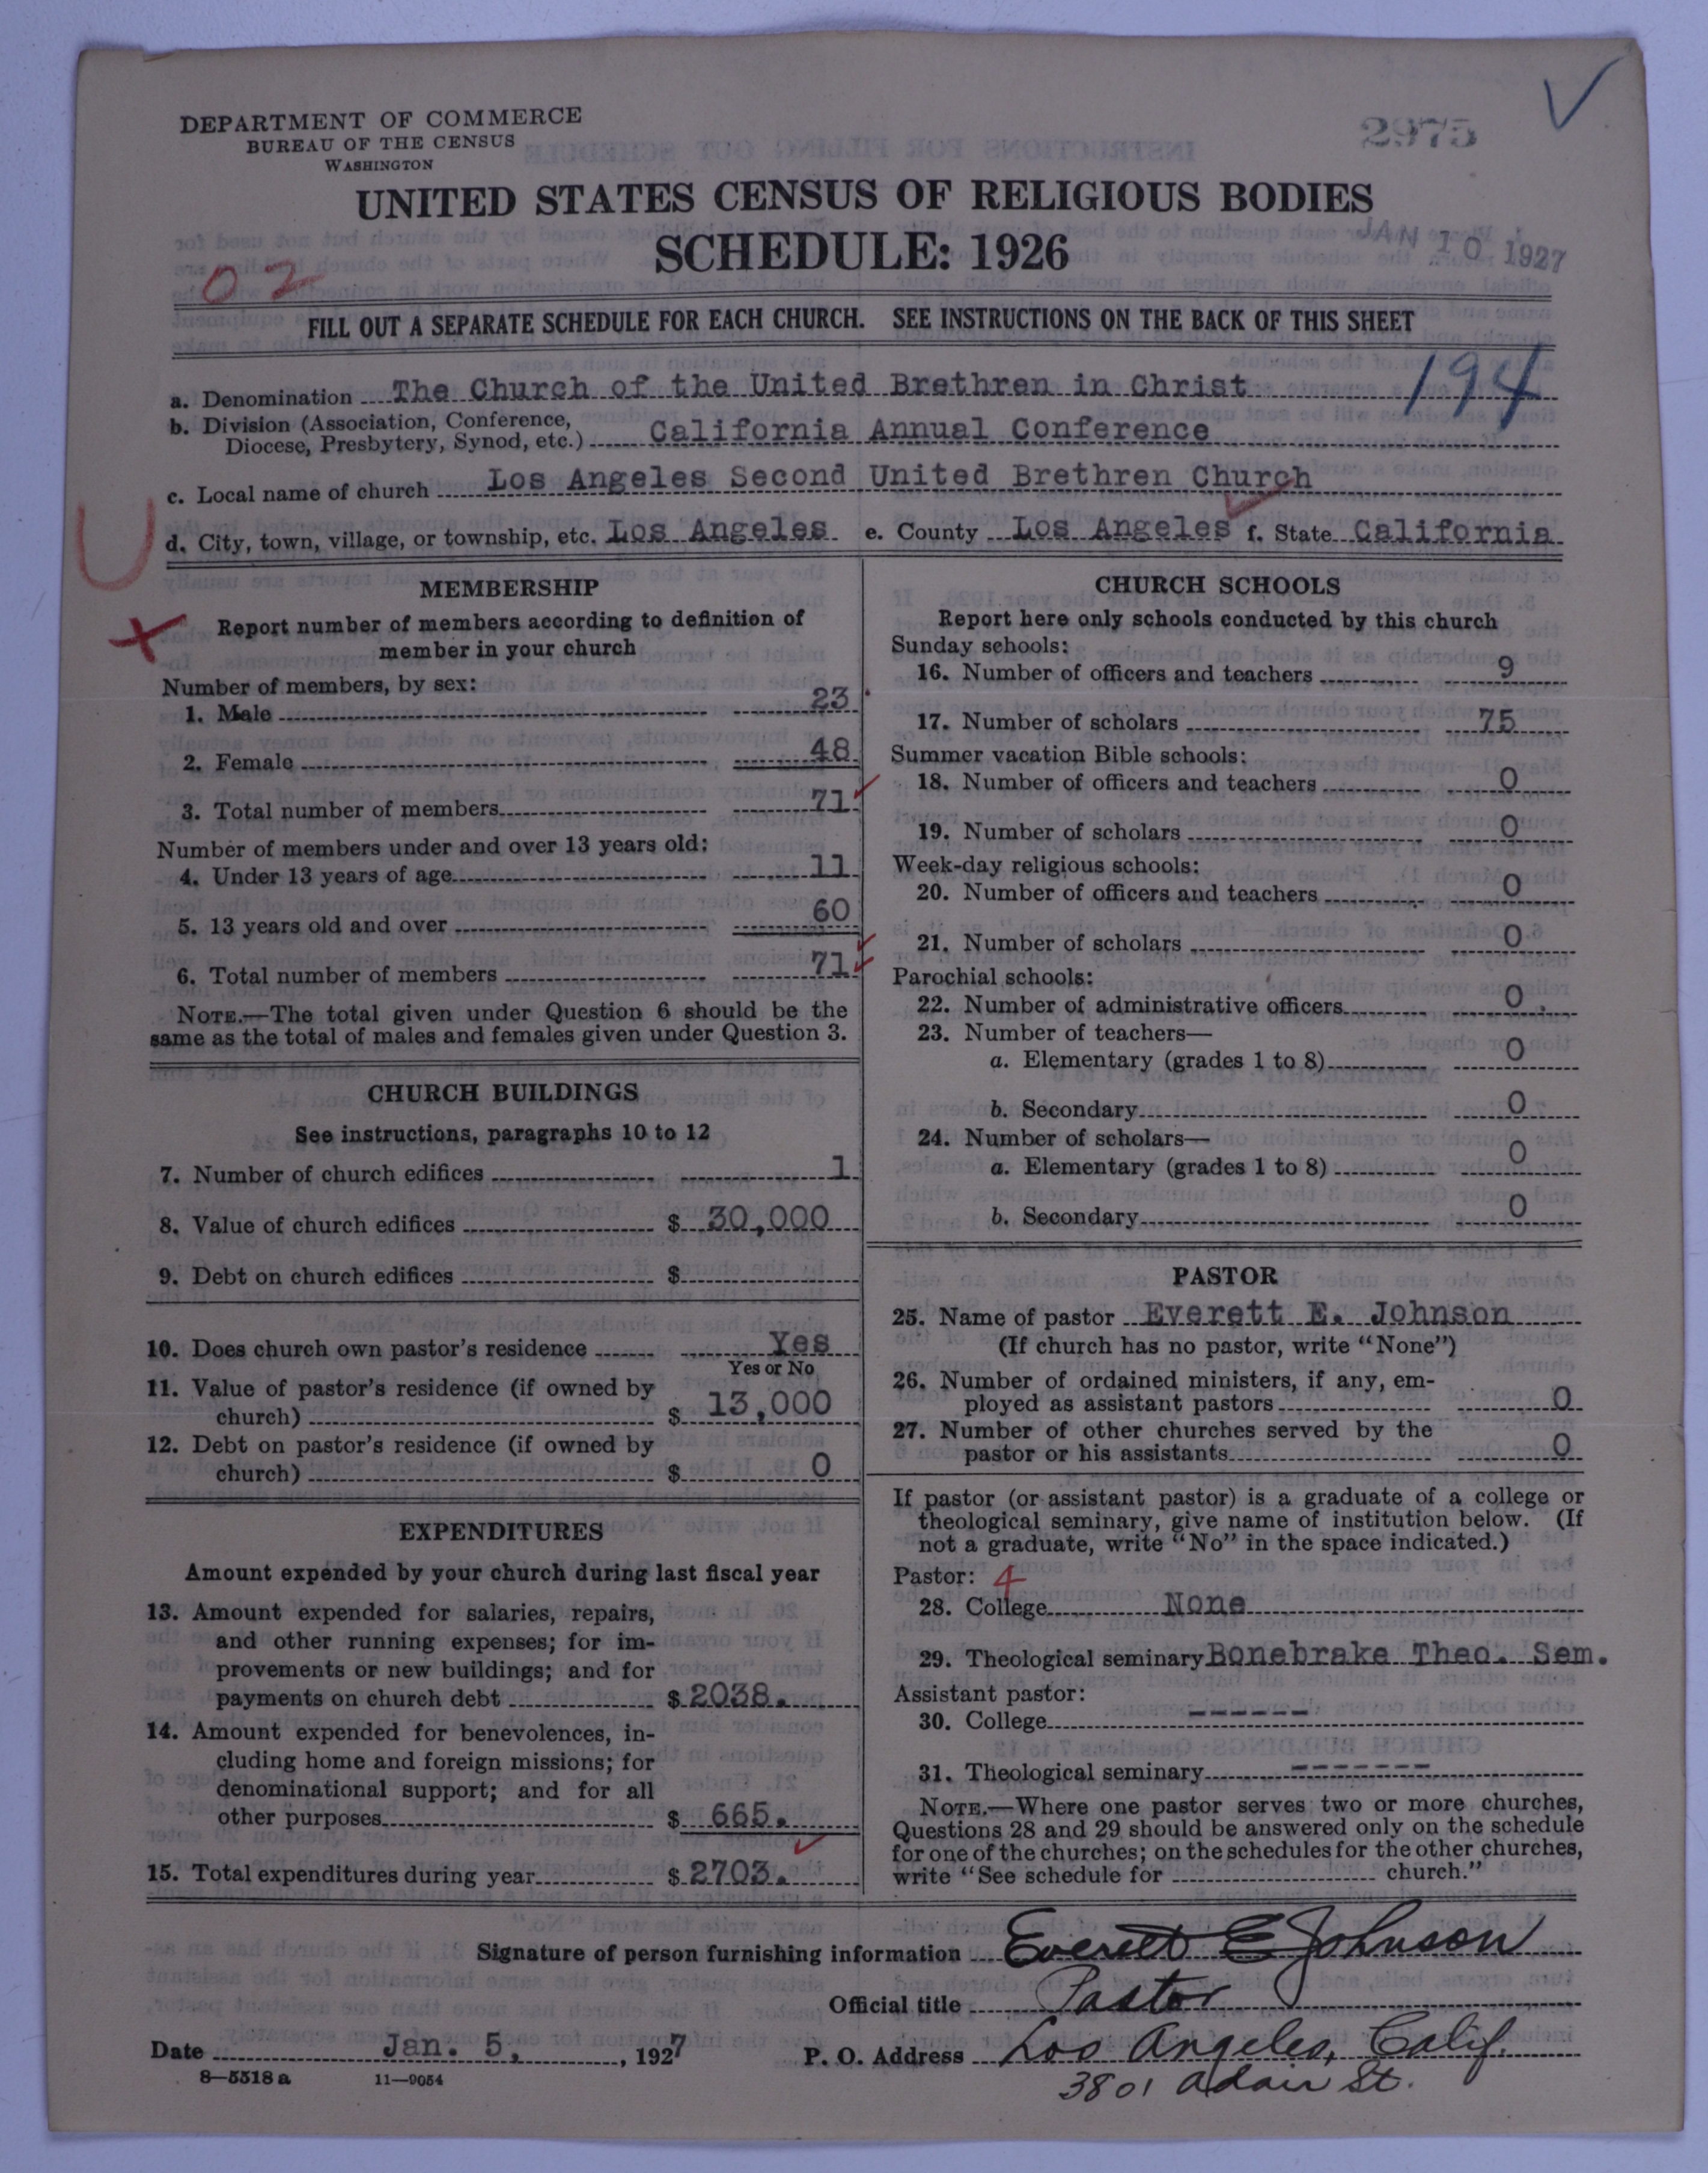 DEPARTMENT OF COMMERCE
BUREAU OF THE CENSUS
WASHINGTON
2975
UNITED STATES CENSUS OF RELIGIOUS BODIES
SCHEDULE: 1926
JAN 10 1927
02
FILL OUT A SEPARATE SCHEDULE FOR EACH CHURCH. SEE INSTRUCTIONS ON THE BACK OF THIS SHEET
194
a. Denomination The Church of the United Brethren in Christ
b. Division (Association, Conference,
Diocese, Presbytery, Synod, etc.) California Annual Conference
c. Local name of church Los Angeles Second United Brethren Church
d. City, town, village, or township, etc. Los Angeles e. County Los Angeles f. State California
U
MEMBERSHIP
Report number of members according to definition of
member in your church
Number of members, by sex:
1. Male 23
2. Female 48
3. Total number of members 71
Number of members under and over 13 years old:
4. Under 13 years of age 11
5. 13 years old and over 60
6. Total number of members 71
NOTE.—The total given under Question 6 should be the
same as the total of males and females given under Question 3.
CHURCH BUILDINGS
See instructions, paragraphs 10 to 12
7. Number of church edifices 1
8. Value of church edifices $ 30,000
9. Debt on church edifices $
10. Does church own pastor's residence Yes
Yes or No
11. Value of pastor's residence (if owned by
church) $ 13,000
12. Debt on pastor's residence (if owned by
church) $ 0
EXPENDITURES
Amount expended by your church during last fiscal year
13. Amount expended for salaries, repairs,
and other running expenses; for im-
provements or new buildings; and for
payments on church debt $ 2038.
14. Amount expended for benevolences, in-
cluding home and foreign missions; for
denominational support; and for all
other purposes $ 665.
15. Total expenditures during year $ 2703.
CHURCH SCHOOLS
Report here only schools conducted by this church
Sunday schools:
16. Number of officers and teachers 9
17. Number of scholars 75
Summer vacation Bible schools:
18. Number of officers and teachers 0
19. Number of scholars 0
Week-day religious schools:
20. Number of officers and teachers 0
21. Number of scholars 0
Parochial schools:
22. Number of administrative officers 0
23. Number of teachers—
a. Elementary (grades 1 to 8) 0
b. Secondary 0
24. Number of scholars—
a. Elementary (grades 1 to 8) 0
b. Secondary 0
PASTOR
25. Name of pastor Everett E. Johnson
(If church has no pastor, write "None")
26. Number of ordained ministers, if any, em-
ployed as assistant pastors 0
27. Number of other churches served by the
pastor or his assistants 0
If pastor (or assistant pastor) is a graduate of a college or
theological seminary, give name of institution below. (If
not a graduate, write "No" in the space indicated.)
Pastor: 4
28. College None
29. Theological seminary Bonebrake Theo. Sem.
Assistant pastor:
30. College ------
31. Theological seminary -------
NOTE.—Where one pastor serves two or more churches,
Questions 28 and 29 should be answered only on the schedule
for one of the churches; on the schedules for the other churches,
write "See schedule for church."
Signature of person furnishing information Everett E Johnson
Official title Pastor
Date Jan. 5, 1927 P. O. Address Los Angeles, Calif.
3801 Adair St.
8—5518a 11—9054